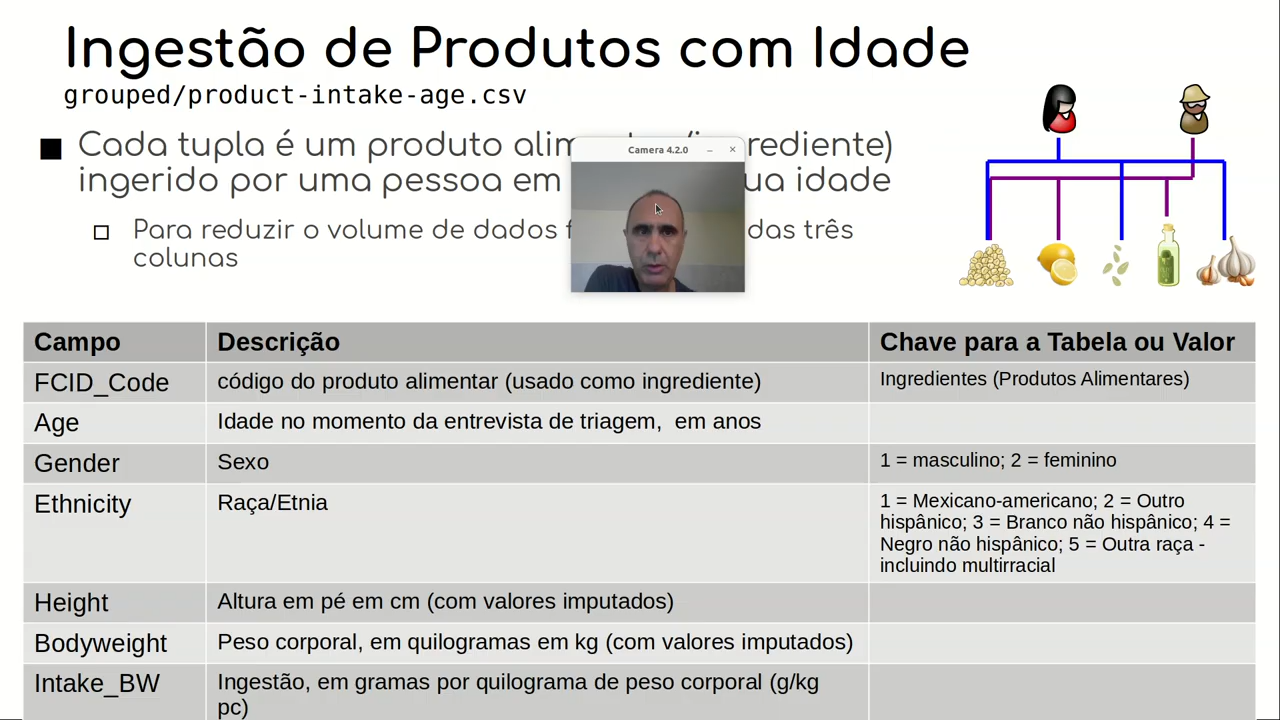 Ingestão de Produtos com Idade
grouped/product-intake-age.csv
Cada tupla é um produto rediente)
ingerido por uma pessoa em idade
Para reduzir o volume de dados das três
colunas
Camera 4.2.0
Campo Descrição Chave para a Tabela ou Valor
FCID_Code código do produto alimentar (usado como ingrediente) Ingredientes (Produtos Alimentares)
Age Idade no momento da entrevista de triagem, em anos
Gender Sexo 1 = masculino; 2 = feminino
Ethnicity Raça/Etnia 1 = Mexicano-americano; 2 = Outro
hispânico; 3 = Branco não hispânico; 4 =
Negro não hispânico; 5 = Outra raça -
incluindo multirracial
Height Altura em pé em cm (com valores imputados)
Bodyweight Peso corporal, em quilogramas em kg (com valores imputados)
Intake_BW Ingestão, em gramas por quilograma de peso corporal (g/kg
pc)